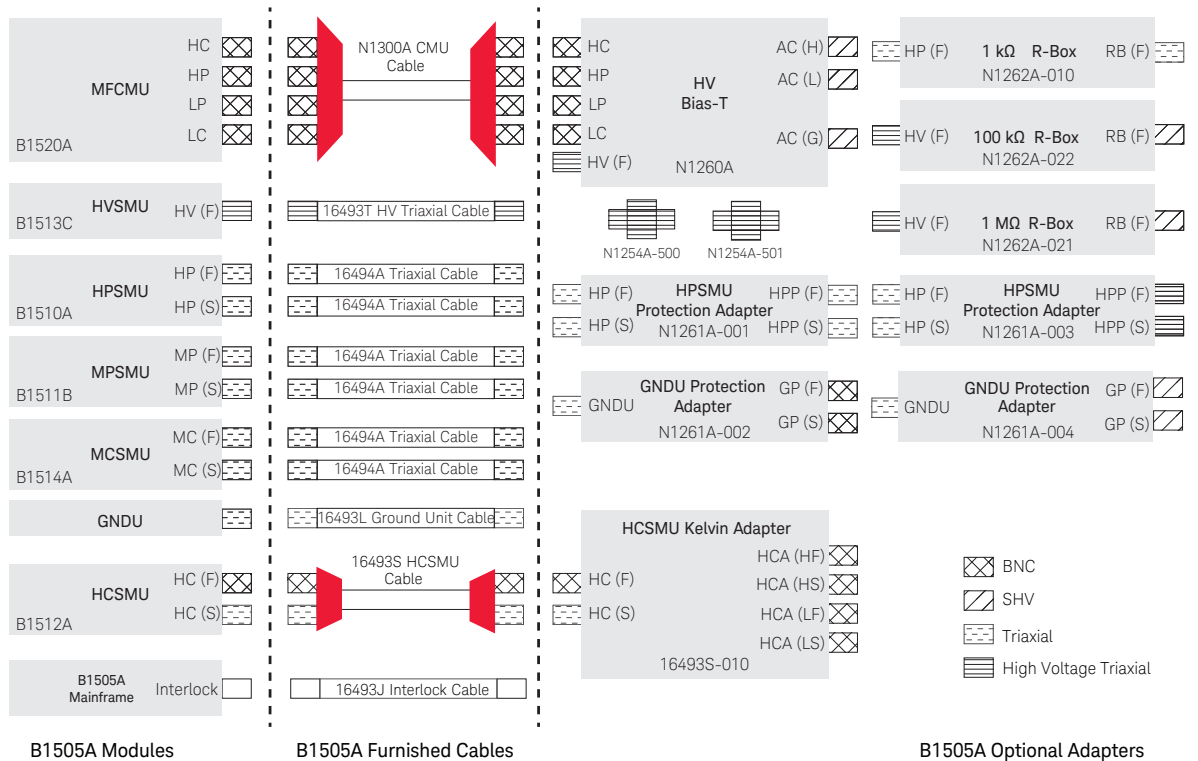 HC
HP
MFCMU
LP
LC
B1520A
HVSMU
HV (F)
B1513C
HP (F)
HPSMU
HP (S)
B1510A
MP (F)
MPSMU
MP (S)
B1511B
MC (F)
MCSMU
MC (S)
B1514A
GNDU
HC (F)
HCSMU
HC (S)
B1512A
B1505A
Mainframe
Interlock
B1505A Modules
N1300A CMU
Cable
16493T HV Triaxial Cable
16494A Triaxial Cable
16494A Triaxial Cable
16494A Triaxial Cable
16494A Triaxial Cable
16494A Triaxial Cable
16494A Triaxial Cable
16493L Ground Unit Cable
16493S HCSMU
Cable
16493J Interlock Cable
B1505A Furnished Cables
HC
AC (H)
HP
AC (L)
HV
Bias-T
LP
LC
AC (G)
HV (F)
N1260A
N1254A-500
N1254A-501
HP (F)
HPSMU
HPP (F)
Protection Adapter
HP (S)
N1261A-001
HPP (S)
GNDU Protection
GP (F)
GNDU
Adapter
GP (S)
N1261A-002
HCSMU Kelvin Adapter
HCA (HF)
HC (F)
HCA (HS)
HC (S)
HCA (LF)
HCA (LS)
16493S-010
HP (F)
1 kΩ R-Box
RB (F)
N1262A-010
HV (F)
100 kΩ R-Box
RB (F)
N1262A-022
HV (F)
1 MΩ R-Box
RB (F)
N1262A-021
HP (F)
HPSMU
HPP (F)
Protection Adapter
HP (S)
N1261A-003
HPP (S)
GNDU Protection
GP (F)
GNDU
Adapter
GP (S)
N1261A-004
BNC
SHV
Triaxial
High Voltage Triaxial
B1505A Optional Adapters